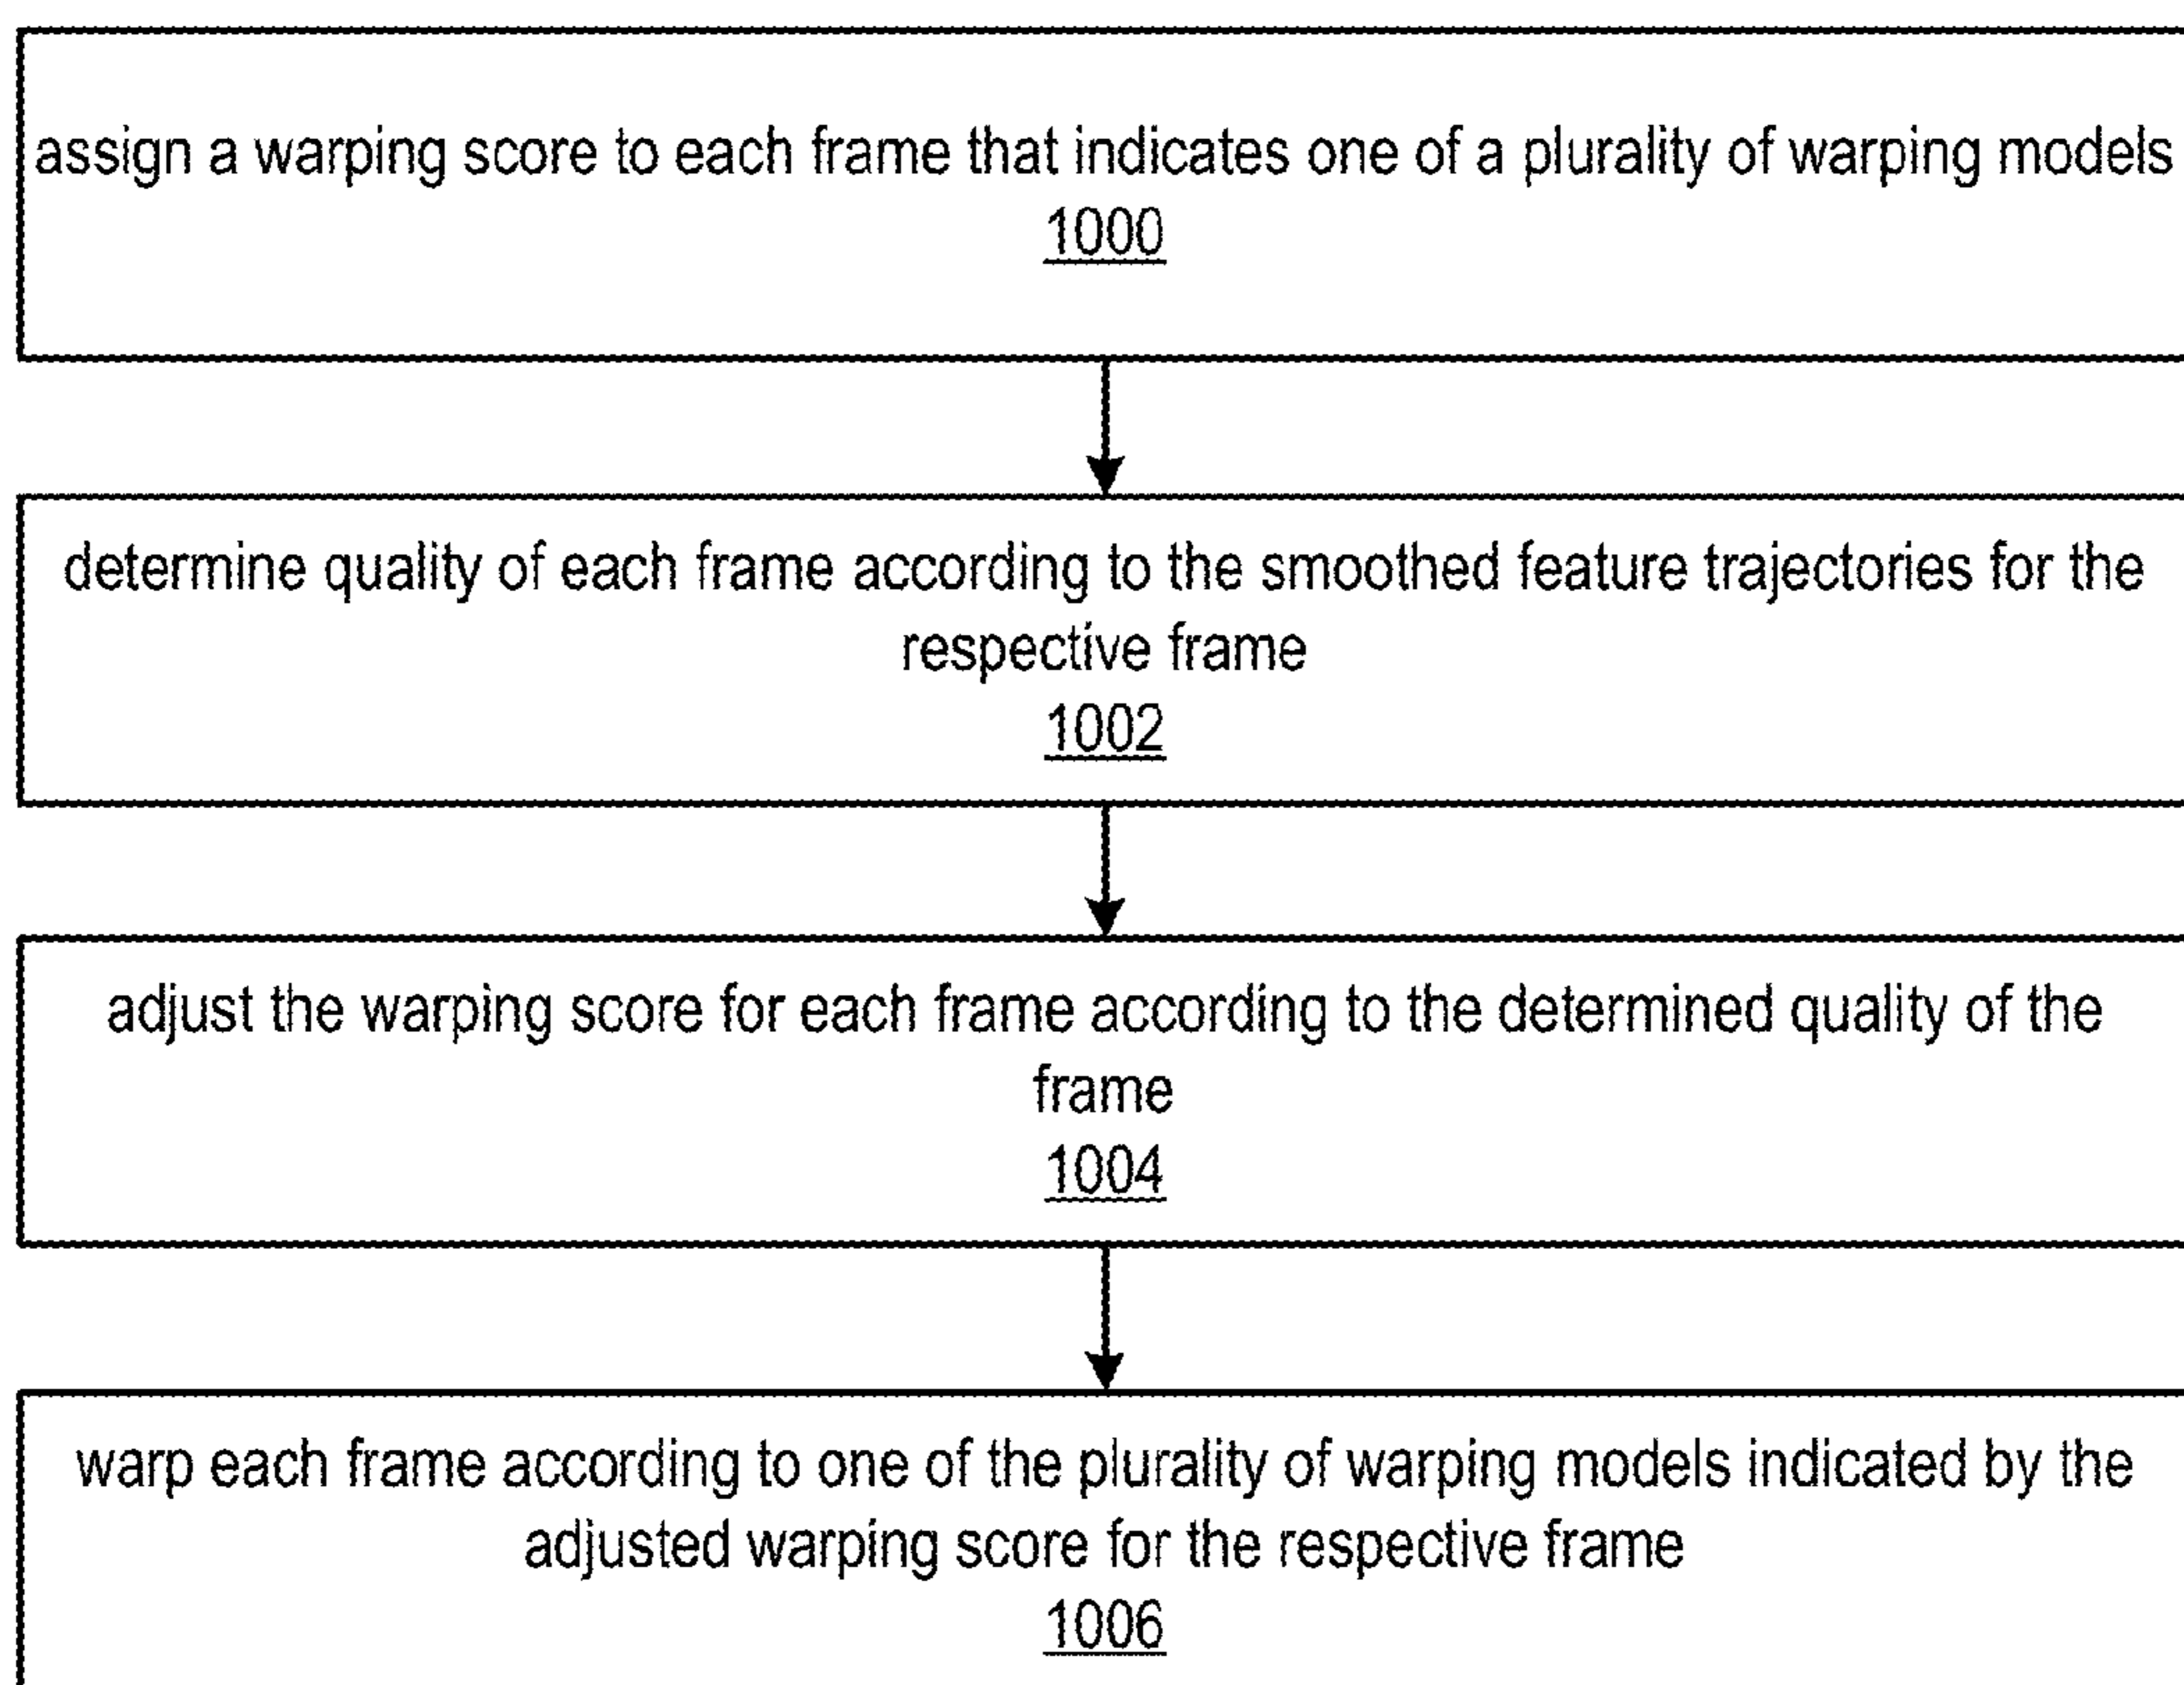 assign a warping score to each frame that indicates one of a plurality of warping models
1000
determine quality of each frame according to the smoothed feature trajectories for the
respective frame
1002
adjust the warping score for each frame according to the determined quality of the
frame
1004
warp each frame according to one of the plurality of warping models indicated by the
adjusted warping score for the respective frame
1006